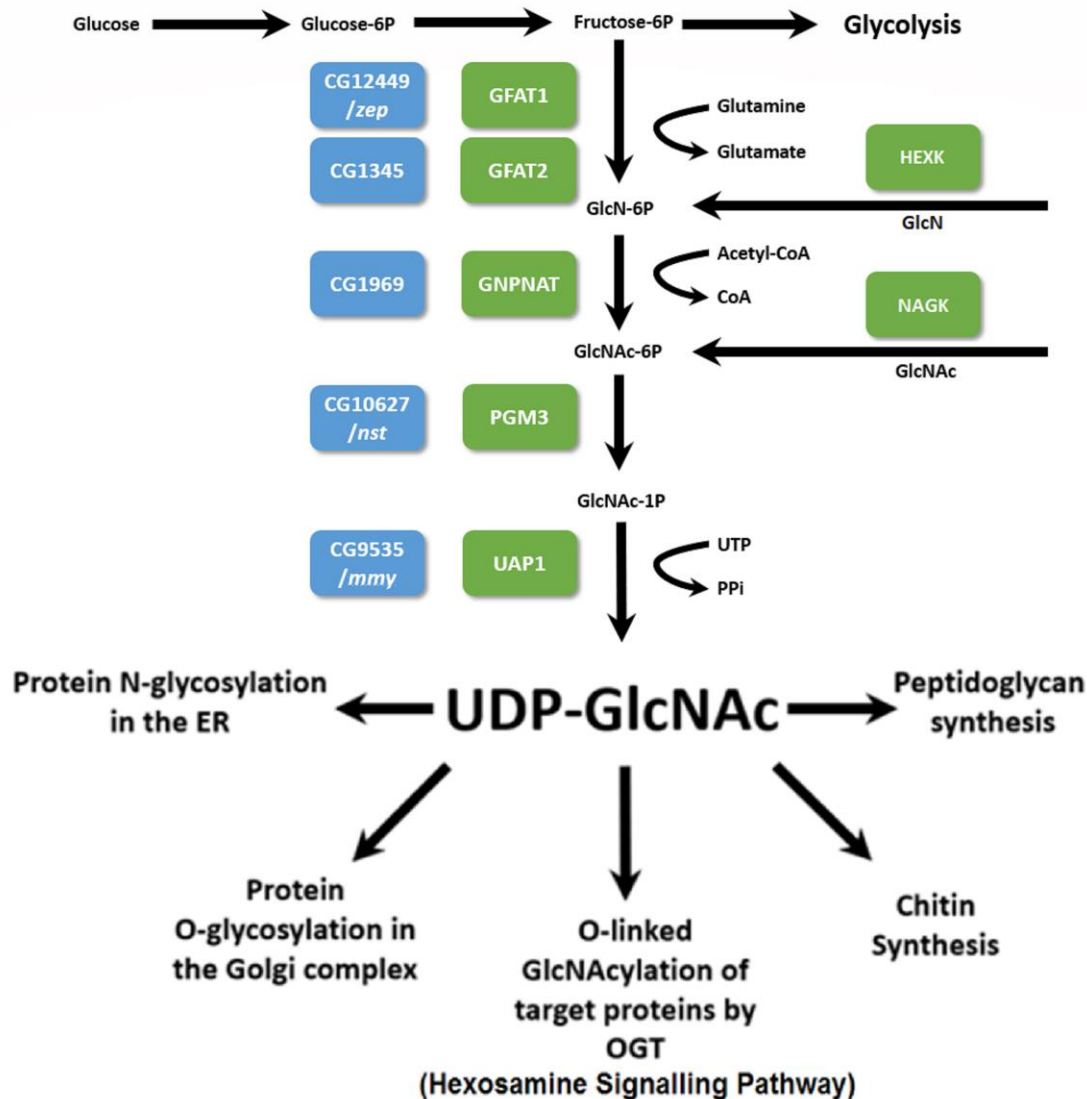 Glucose
Glucose-6P
Fructose-6P
Glycolysis
CG12449
/zep
GFAT1
Glutamine
Glutamate
HEXK
CG1345
GFAT2
GlcN-6P
GlcN
CG1969
GNPNAT
Acetyl-CoA
CoA
NAGK
GlcNAc-6P
GlcNAc
CG10627
/nst
PGM3
GlcNAc-1P
CG9535
/mmy
UAP1
UTP
PPi
Protein N-glycosylation
in the ER
UDP-GlcNAc
Peptidoglycan
synthesis
Protein
O-glycosylation in
the Golgi complex
O-linked
GlcNAcylation of
target proteins by
OGT
(Hexosamine Signalling Pathway)
Chitin
Synthesis